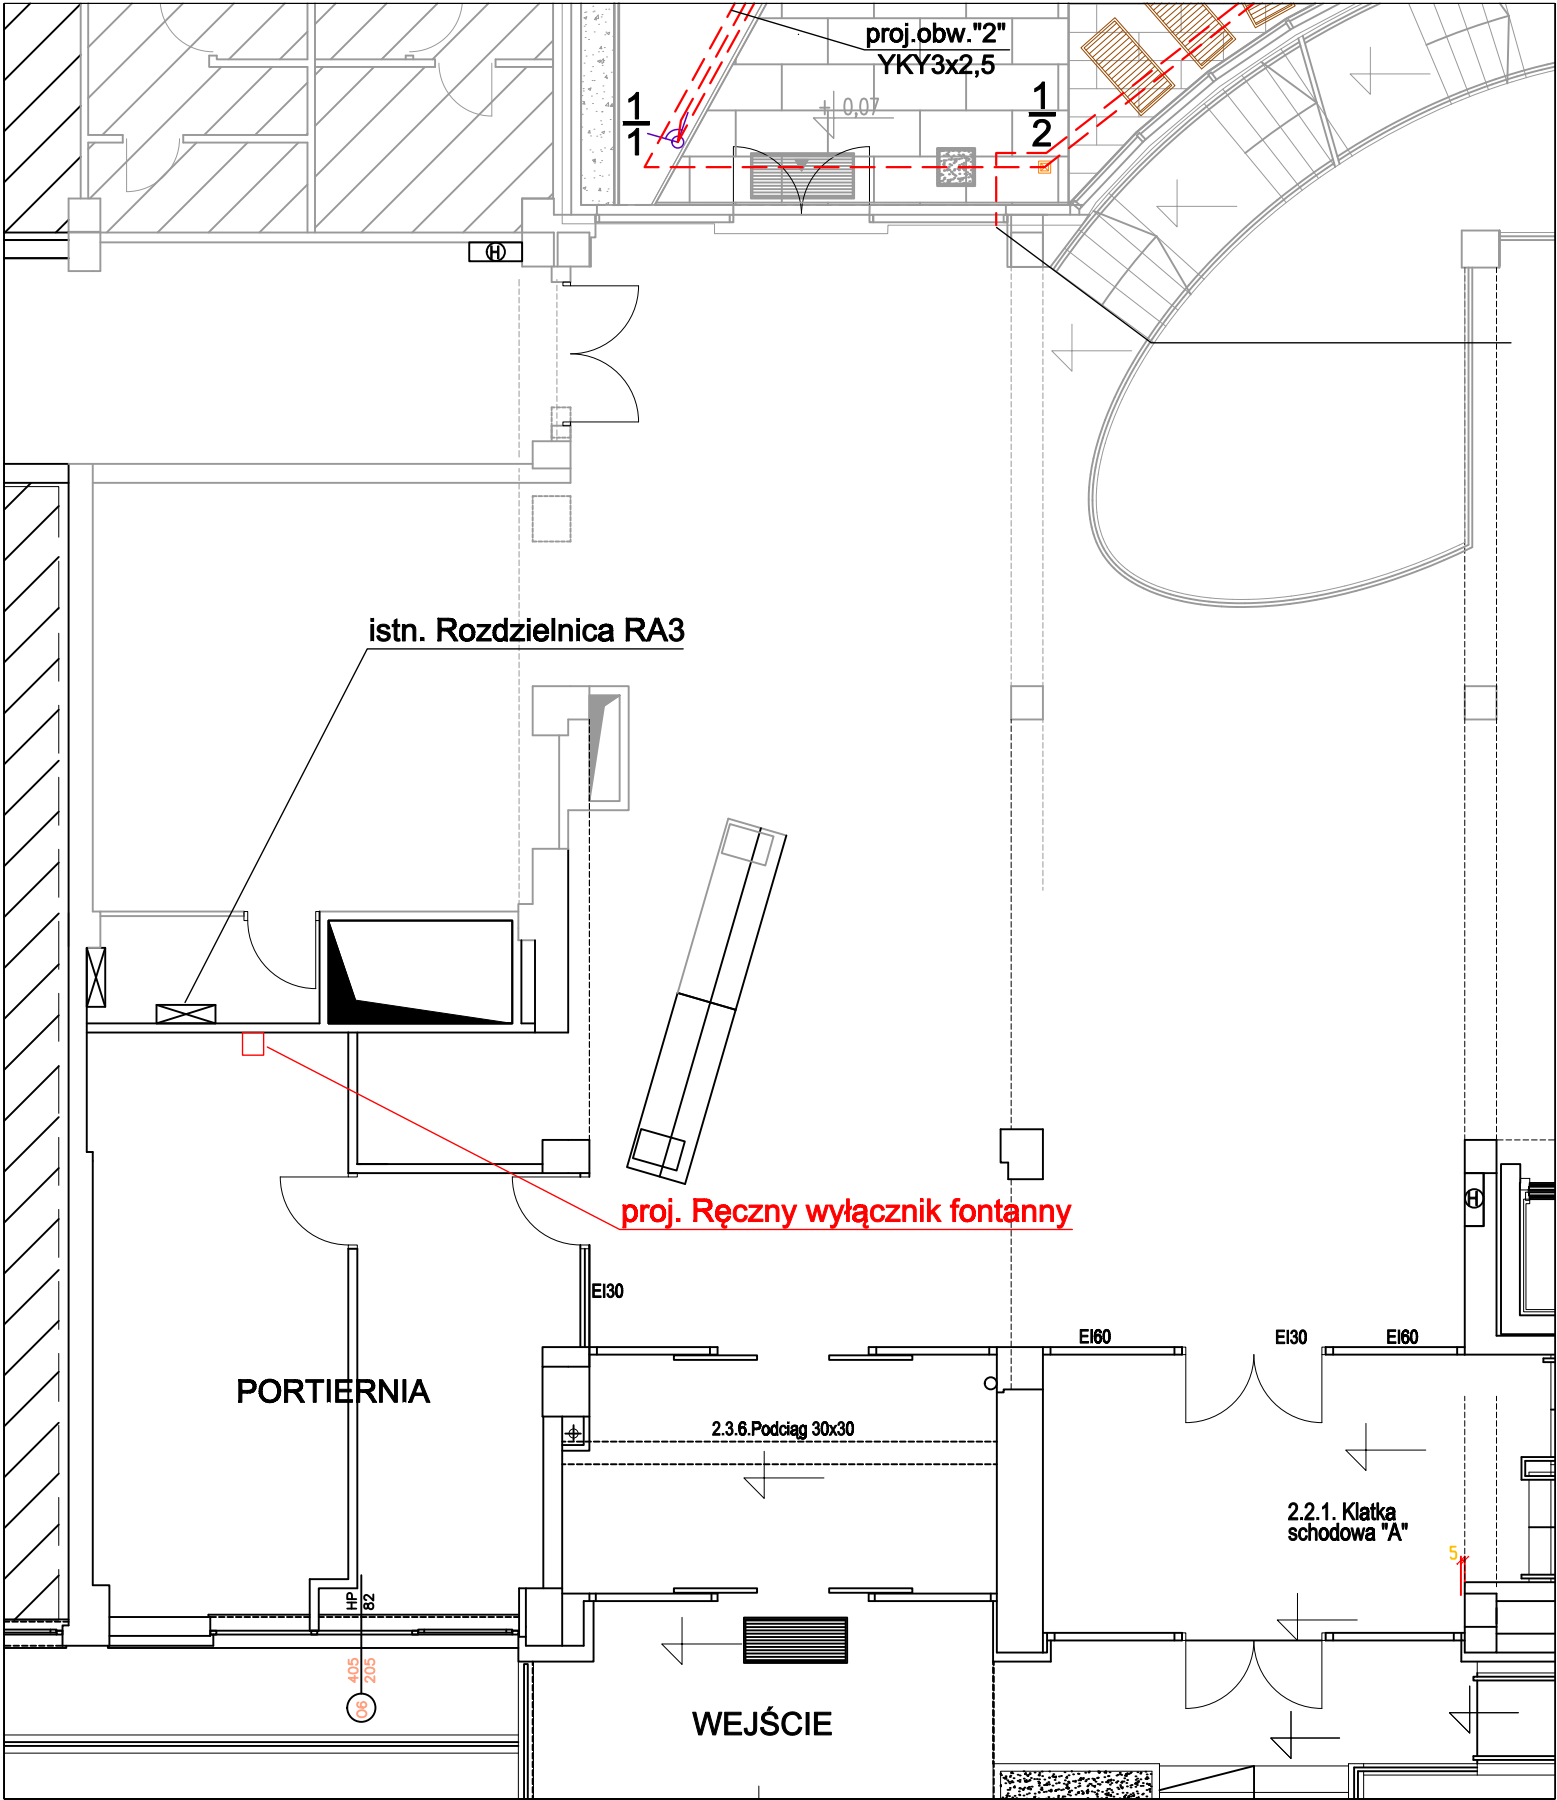 proj.obw."2"
YKY3x2,5
1
1
+ 0,07
1
2
H
istn. Rozdzielnica RA3
proj. Ręczny wyłącznik fontanny
H
EI30
EI60
EI30
EI60
PORTIERNIA
2.3.6.Podciąg 30x30
2.2.1. Klatka
schodowa "A"
5
HP
82
405
205
06
WEJŚCIE